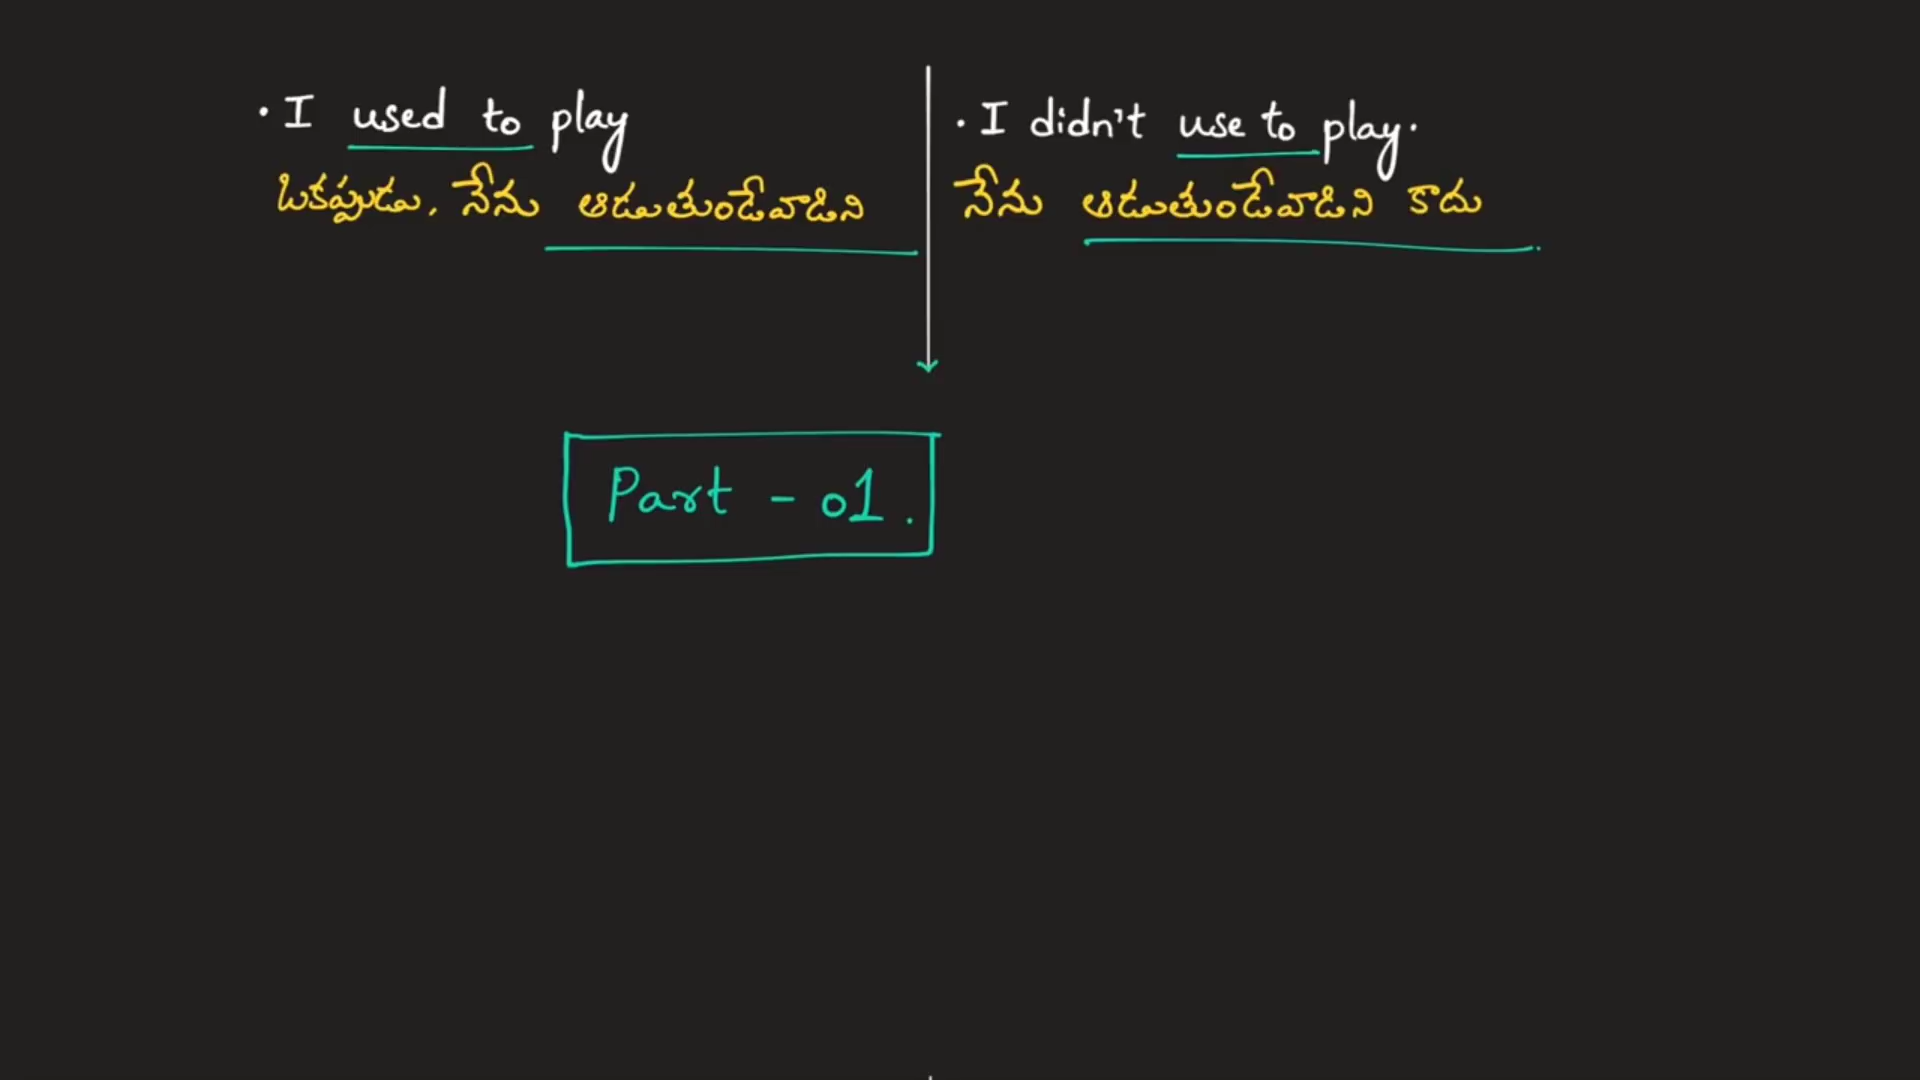 · I used to play
ఒకప్పుడు, నేను ఆడుతుండేవాడిని
· I didn't use to play.
నేను ఆడుతుండేవాడిని కాదు
Part - 01.